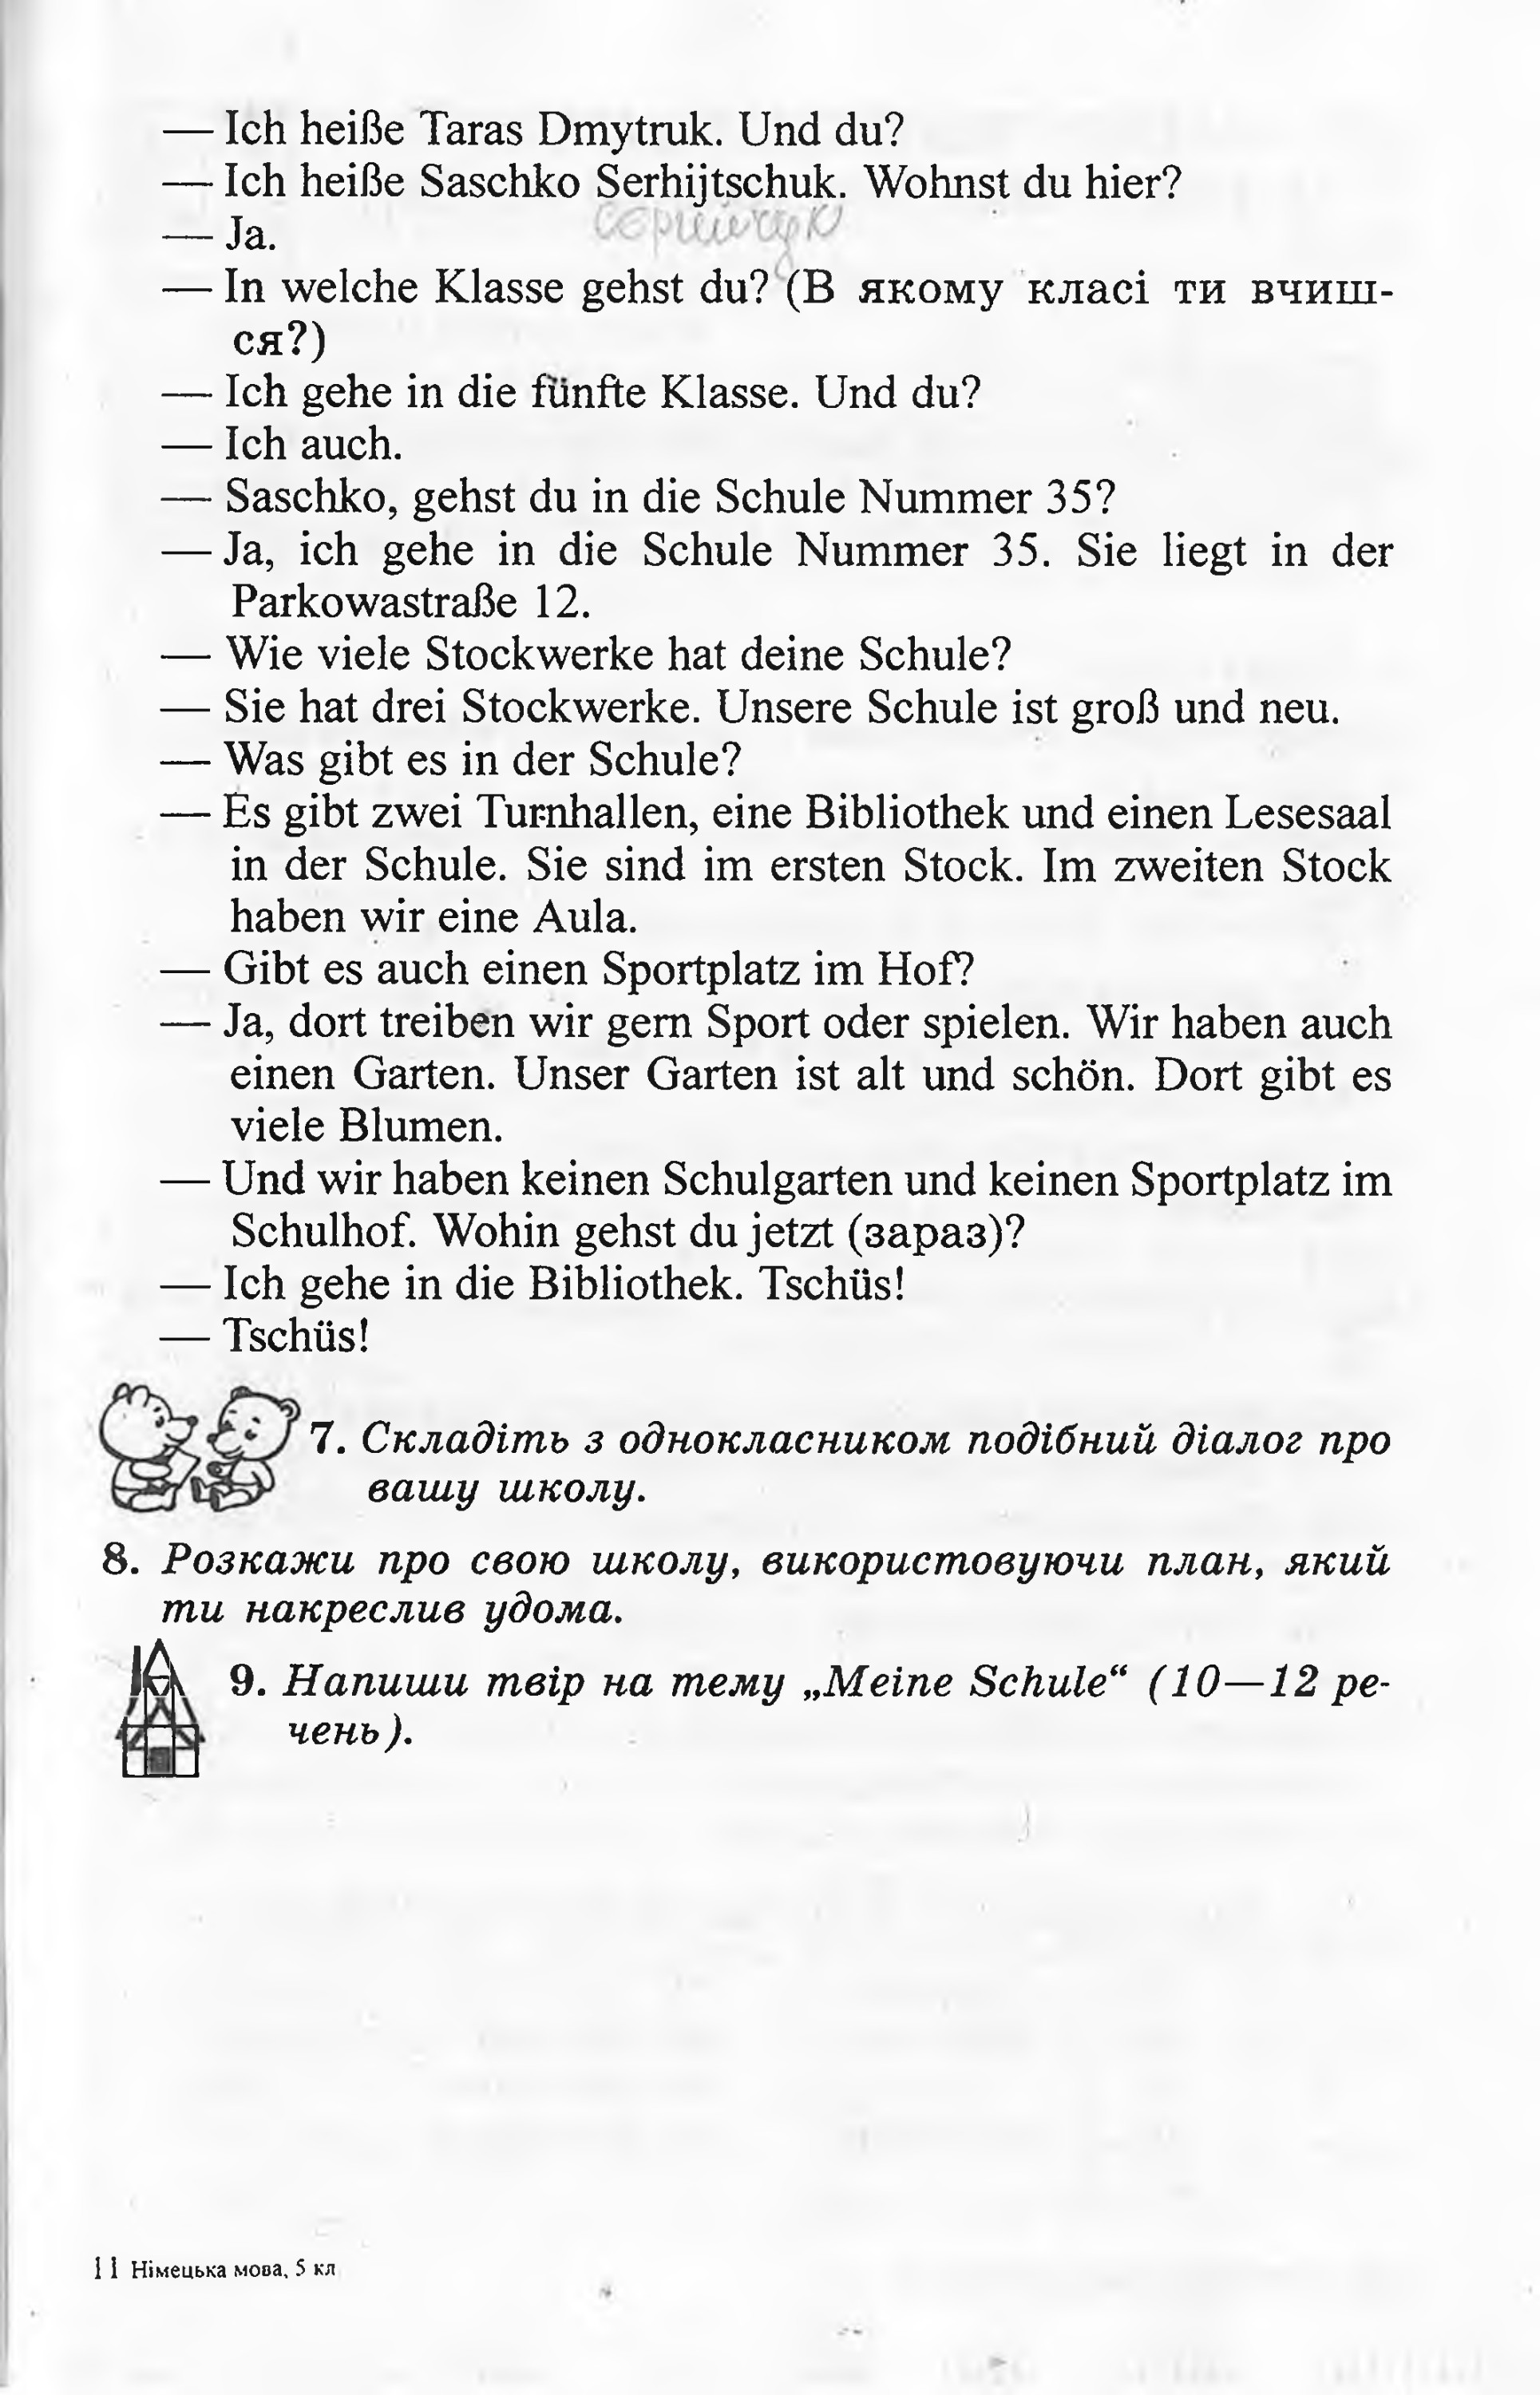 — Ich heiße Taras Dmytruk. Und du?
— Ich heiße Saschko Serhijtschuk. Wohnst du hier?
Сергийчук
— Ja.
— In welche Klasse gehst du? (В якому класі ти вчиш-
ся?)
— Ich gehe in die fünfte Klasse. Und du?
— Ich auch.
— Saschko, gehst du in die Schule Nummer 35?
— Ja, ich gehe in die Schule Nummer 35. Sie liegt in der
Parkowastraße 12.
— Wie viele Stockwerke hat deine Schule?
— Sie hat drei Stockwerke. Unsere Schule ist groß und neu.
— Was gibt es in der Schule?
— Es gibt zwei Turnhallen, eine Bibliothek und einen Lesesaal
in der Schule. Sie sind im ersten Stock. Im zweiten Stock
haben wir eine Aula.
— Gibt es auch einen Sportplatz im Hof?
— Ja, dort treiben wir gern Sport oder spielen. Wir haben auch
einen Garten. Unser Garten ist alt und schön. Dort gibt es
viele Blumen.
— Und wir haben keinen Schulgarten und keinen Sportplatz im
Schulhof. Wohin gehst du jetzt (зараз)?
— Ich gehe in die Bibliothek. Tschüs!
— Tschüs!
7. Складіть з однокласником подібний діалог про
вашу школу.
8. Розкажи про свою школу, використовуючи план, який
ти накреслив удома.
9. Напиши твір на тему „Meine Schule“ (10—12 ре-
чень).
11 Німецька мова, 5 кл